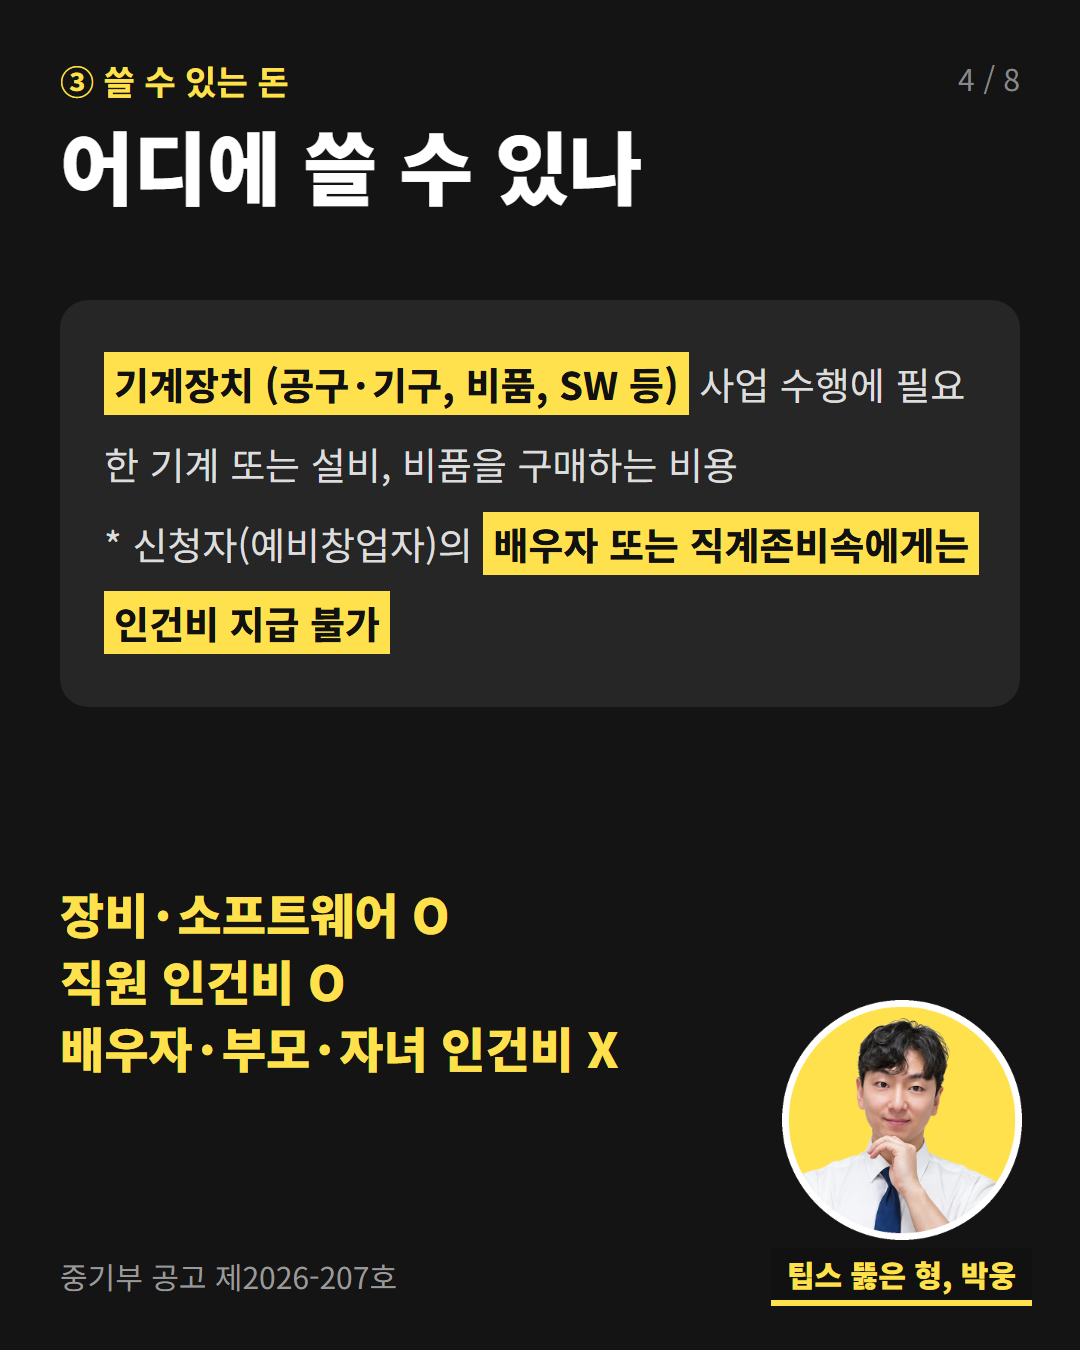 ③ 쓸 수 있는 돈
4 / 8
어디에 쓸 수 있나
기계장치 (공구·기구, 비품, SW 등) 사업 수행에 필요
한 기계 또는 설비, 비품을 구매하는 비용
* 신청자(예비창업자)의 배우자 또는 직계존비속에게는
인건비 지급 불가
장비·소프트웨어 O
직원 인건비 O
배우자·부모·자녀 인건비 X
중기부 공고 제2026-207호
팁스 뚫은 형, 박웅